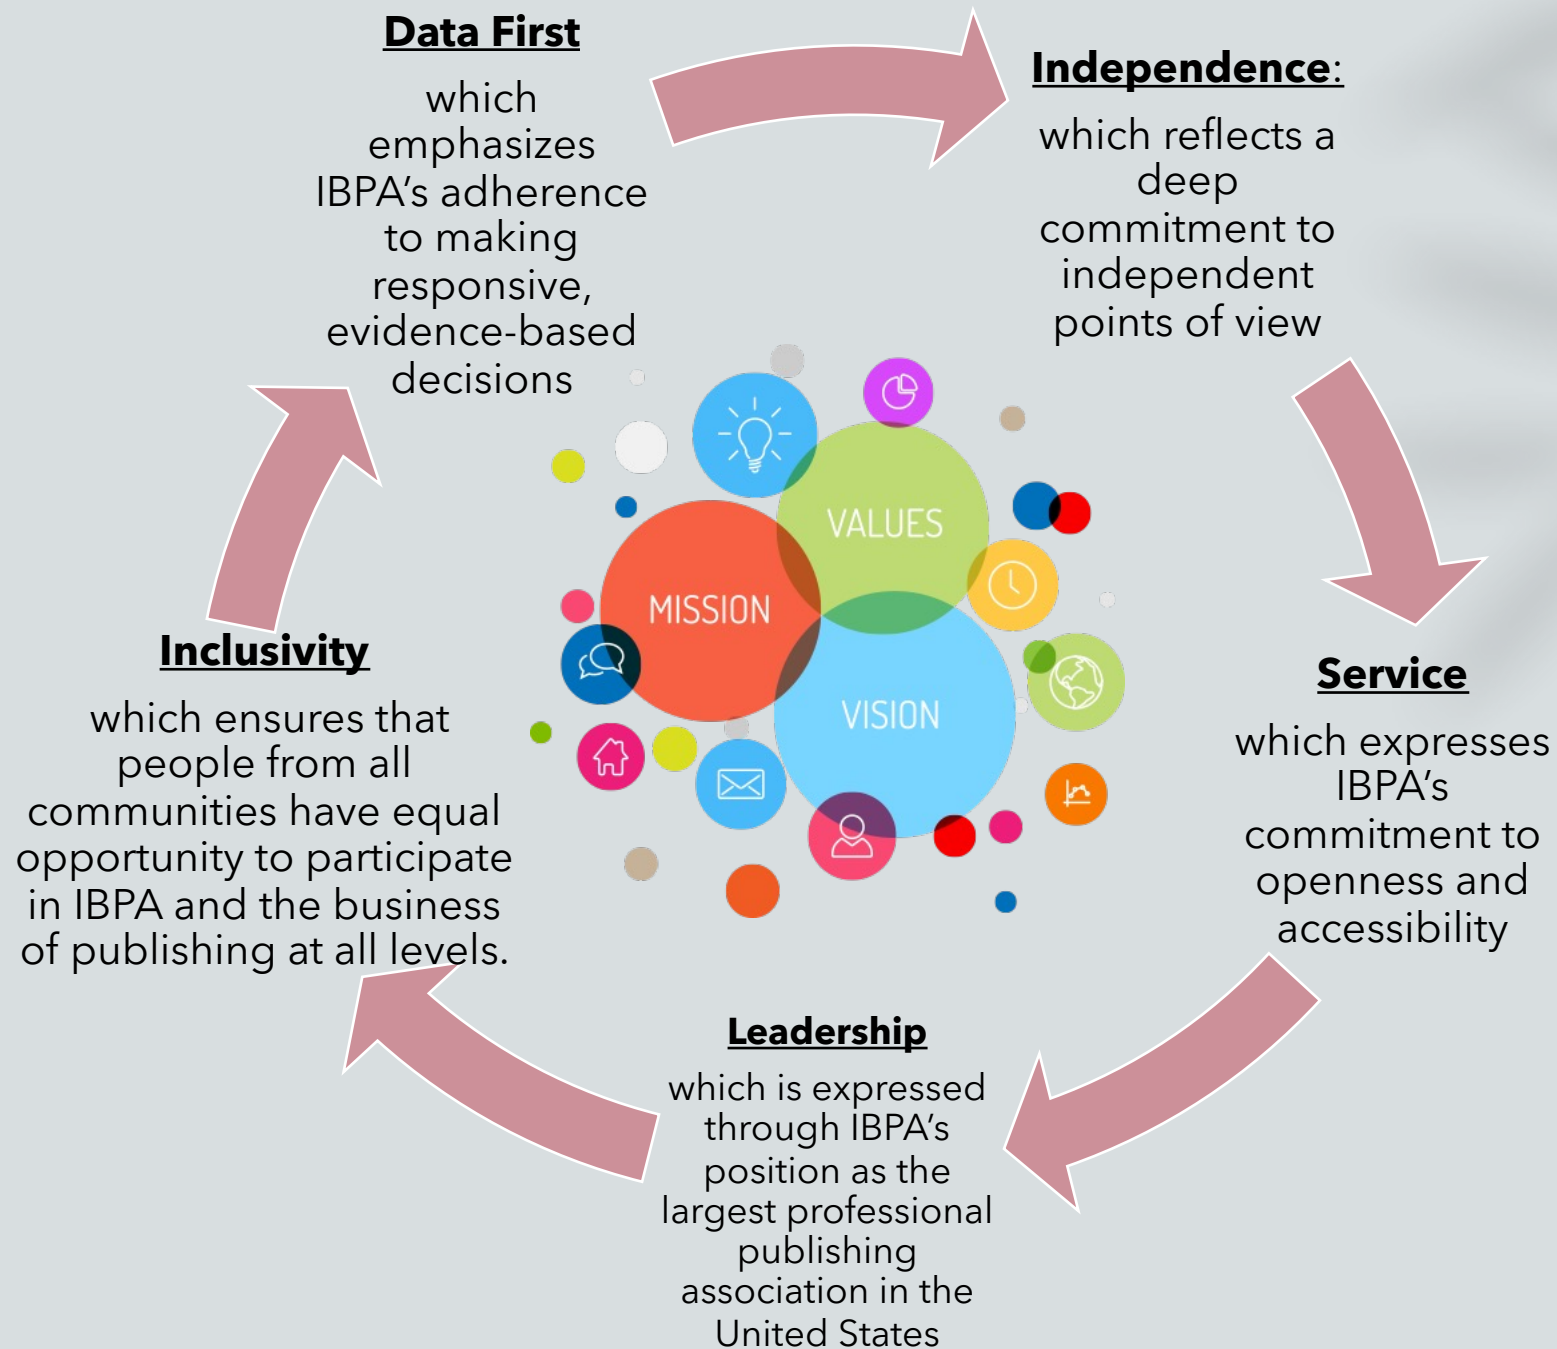 Data First
which
emphasizes
IBPA’s adherence
to making
responsive,
evidence-based
decisions
Independence:
which reflects a
deep
commitment to
independent
points of view
Service
which expresses
IBPA’s
commitment to
openness and
accessibility
Leadership
which is expressed
through IBPA’s
position as the
largest professional
publishing
association in the
United States
Inclusivity
which ensures that
people from all
communities have equal
opportunity to participate
in IBPA and the business
of publishing at all levels.
VALUES
MISSION
VISION